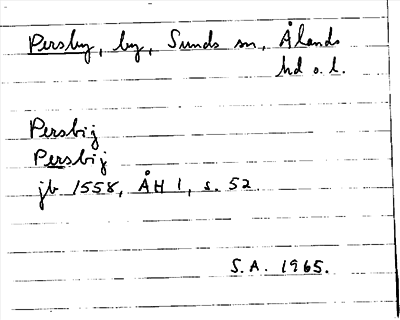 Persby, by, Sunds sn, Ålands
hd o. l.
Persbij
Persbij
jb 1558, ÅH 1, s. 52
S.A. 1965.